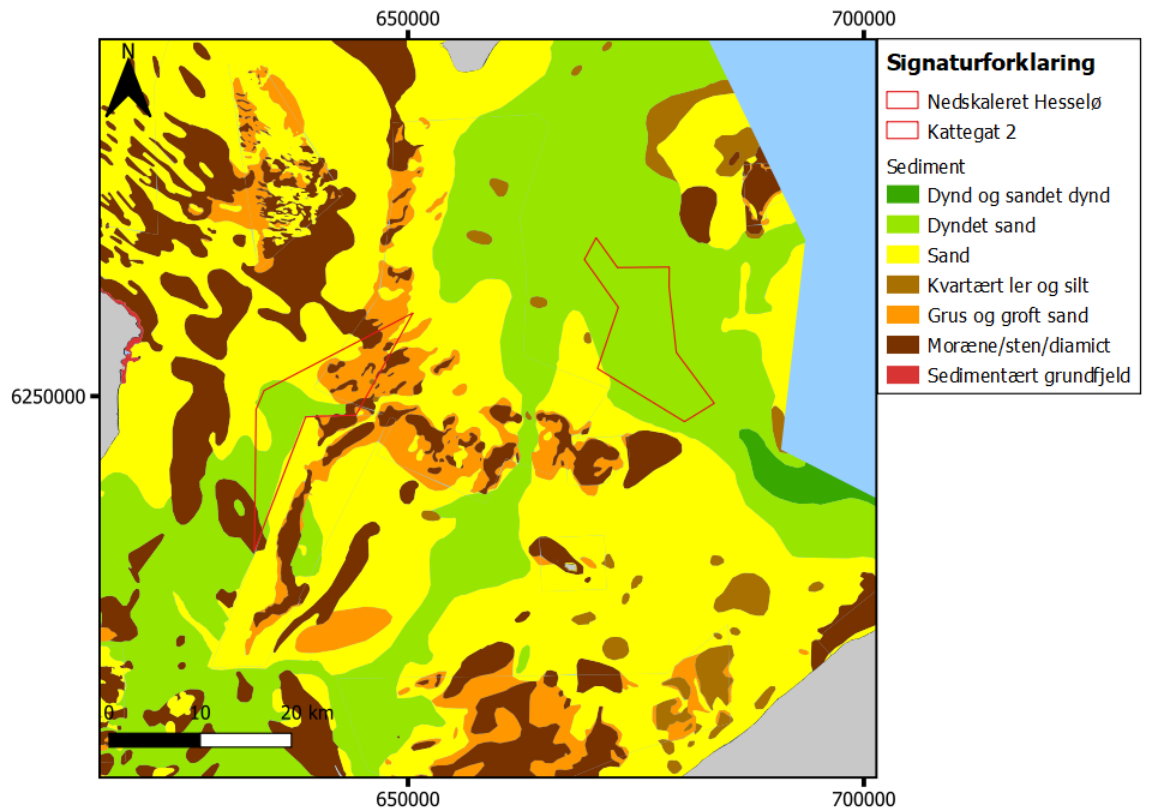 650000
700000
N
6250000
0
10
20 km
650000
700000
Signaturforklaring
Nedskaleret Hesselø
Kattegat 2
Sediment
Dynd og sandet dynd
Dyndet sand
Sand
Kvartært ler og silt
Grus og groft sand
Moræne/sten/diamict
Sedimentært grundfjeld